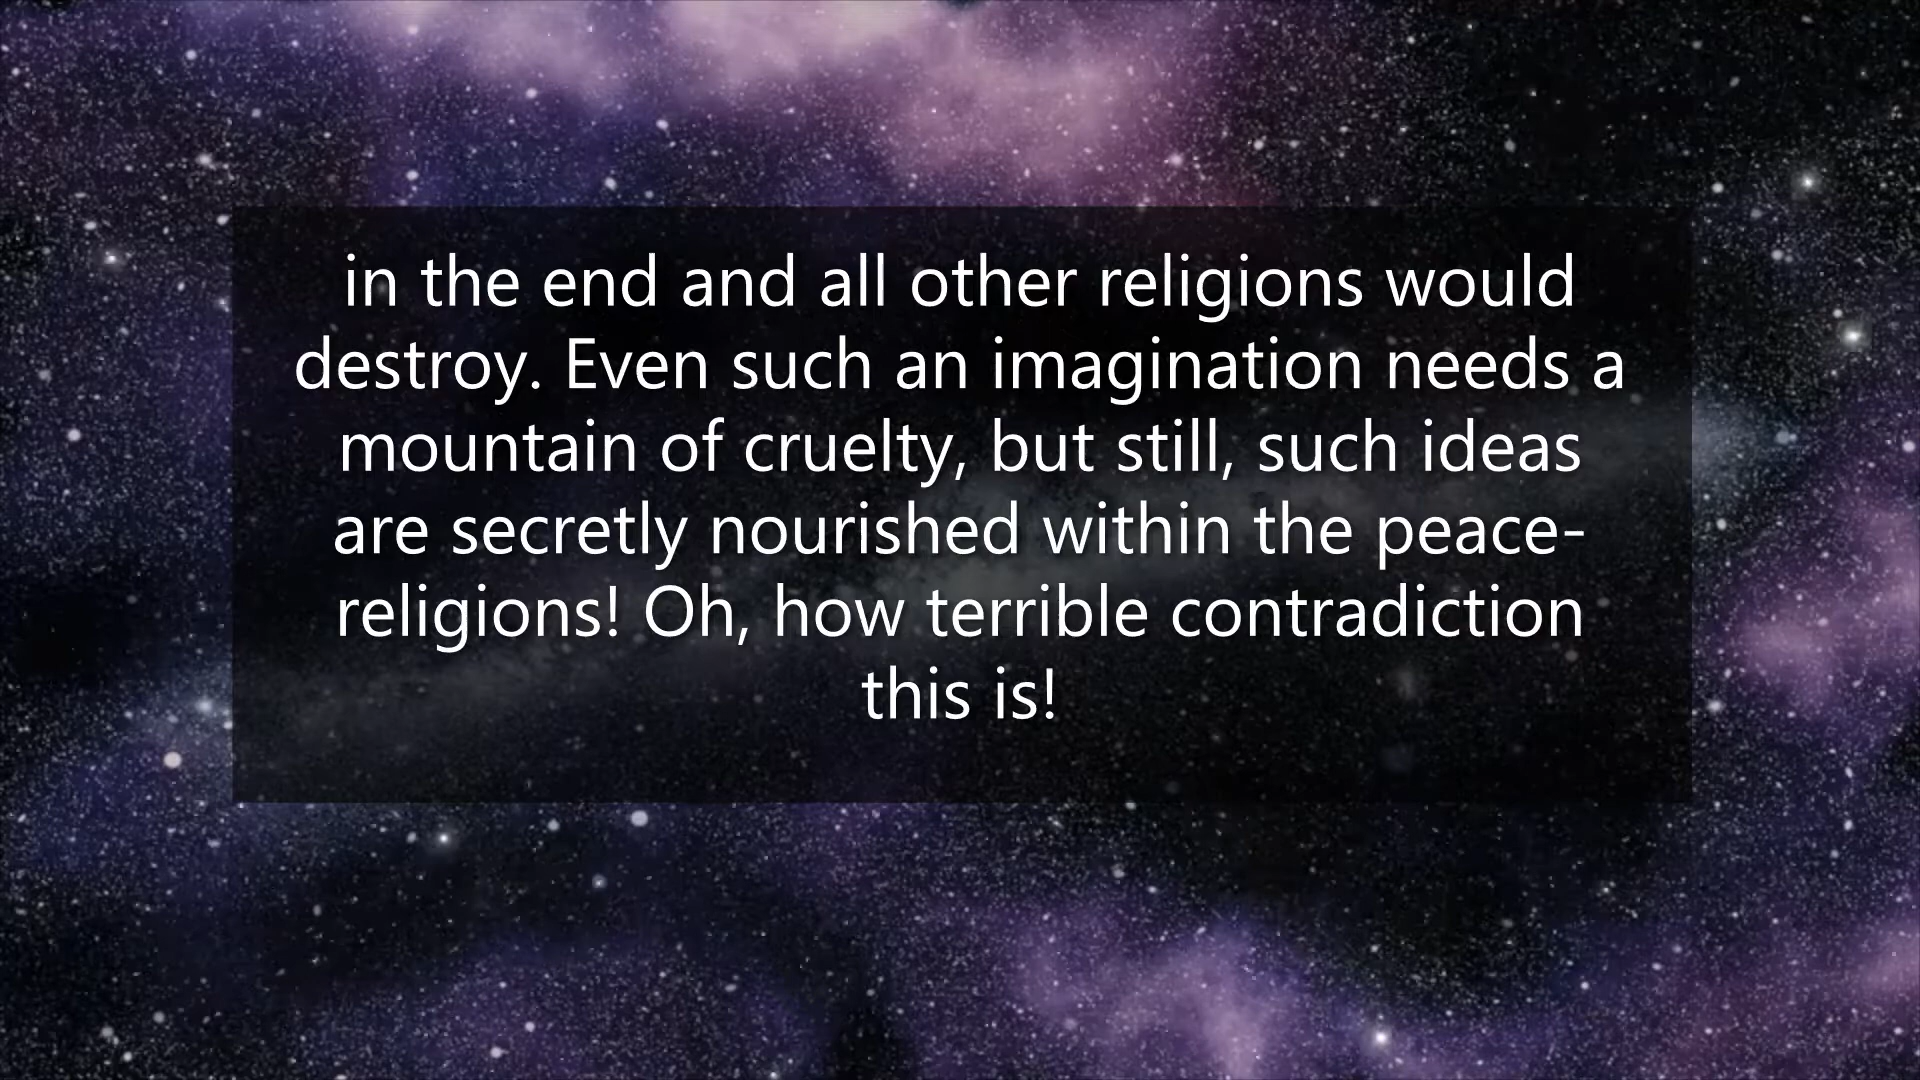 in the end and all other religions would
destroy. Even such an imagination needs a
mountain of cruelty, but still, such ideas
are secretly nourished within the peace-
religions! Oh, how terrible contradiction
this is!